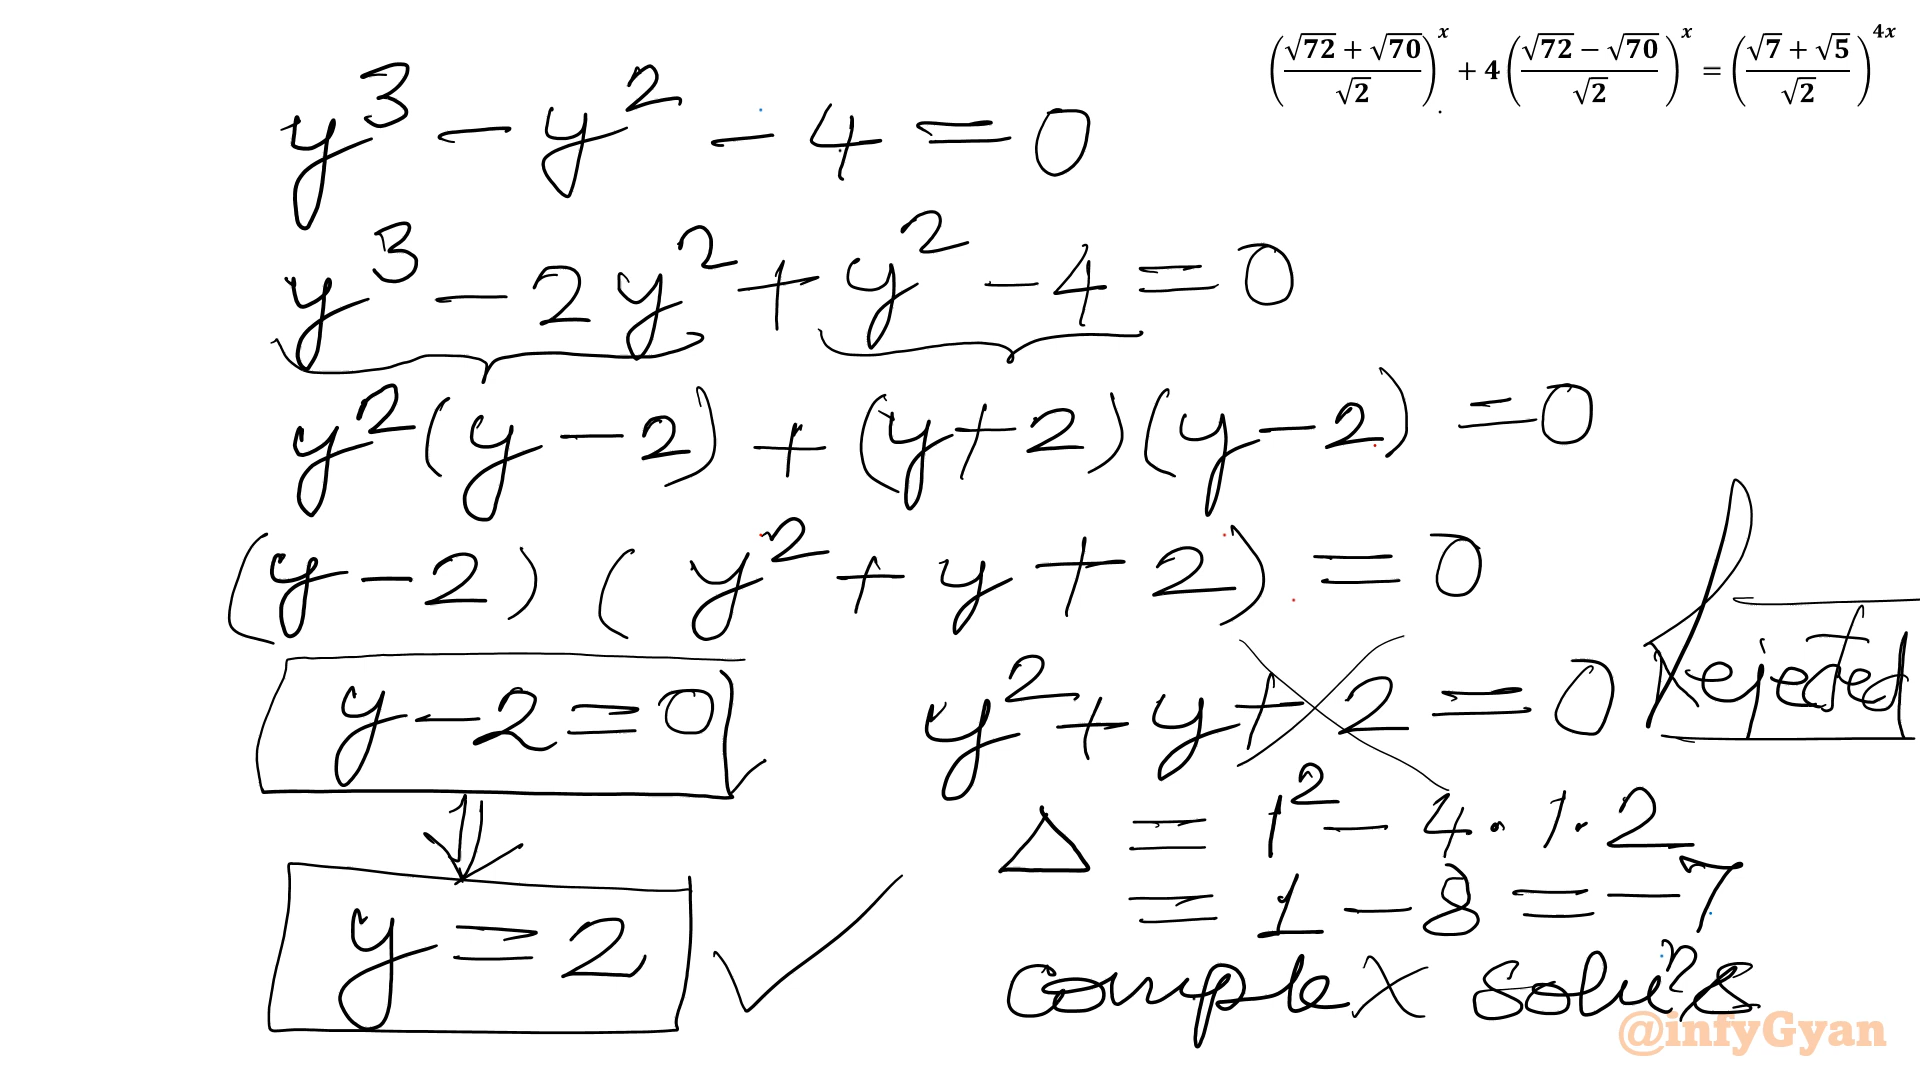 (√72 + √70 / √2)^x + 4(√72 − √70 / √2)^x = (√7 + √5 / √2)^4x
y³ − y² − 4 = 0
y³ − 2y² + y² − 4 = 0
y²(y − 2) + (y + 2)(y − 2) = 0
(y − 2)(y² + y + 2) = 0
y − 2 = 0
y² + y + 2 = 0
Rejected
Δ = 1² − 4 · 1 · 2
= 1 − 8 = −7
y = 2
complex soluⁿs
@infyGyan